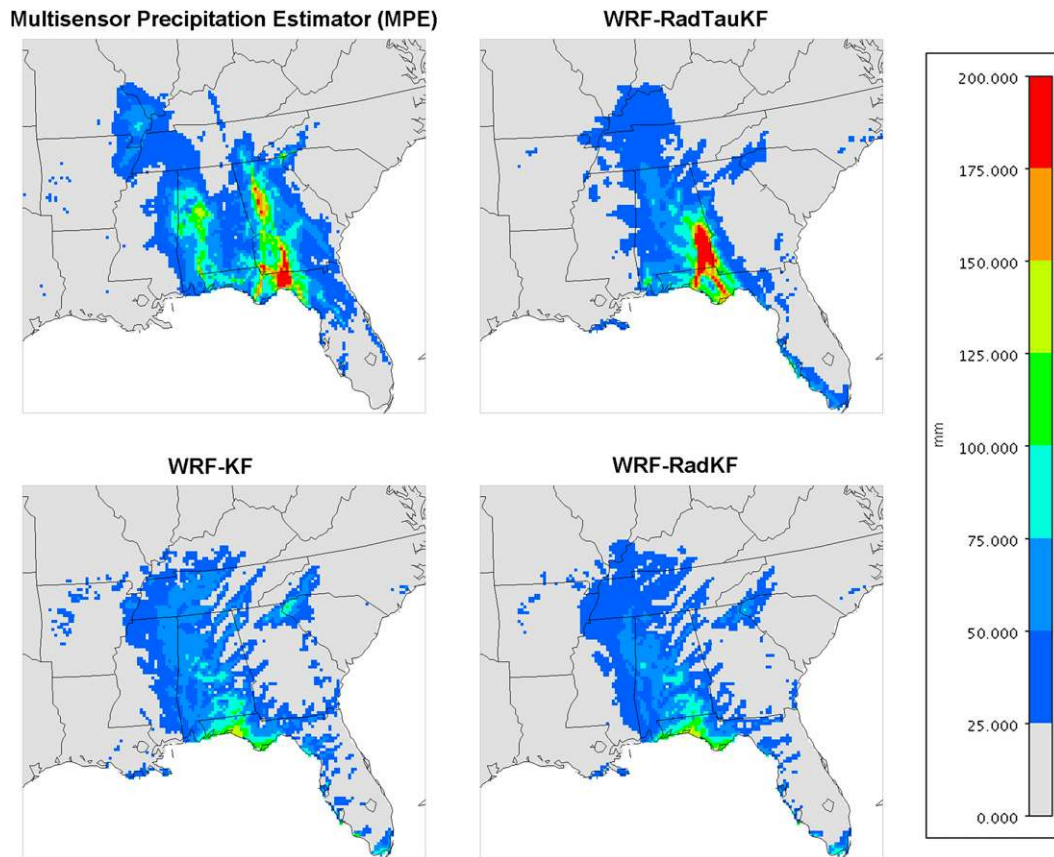 Multisensor Precipitation Estimator (MPE)
WRF-RadTauKF
WRF-KF
WRF-RadKF
200.000
175.000
150.000
125.000
100.000
75.000
50.000
25.000
0.000
mm